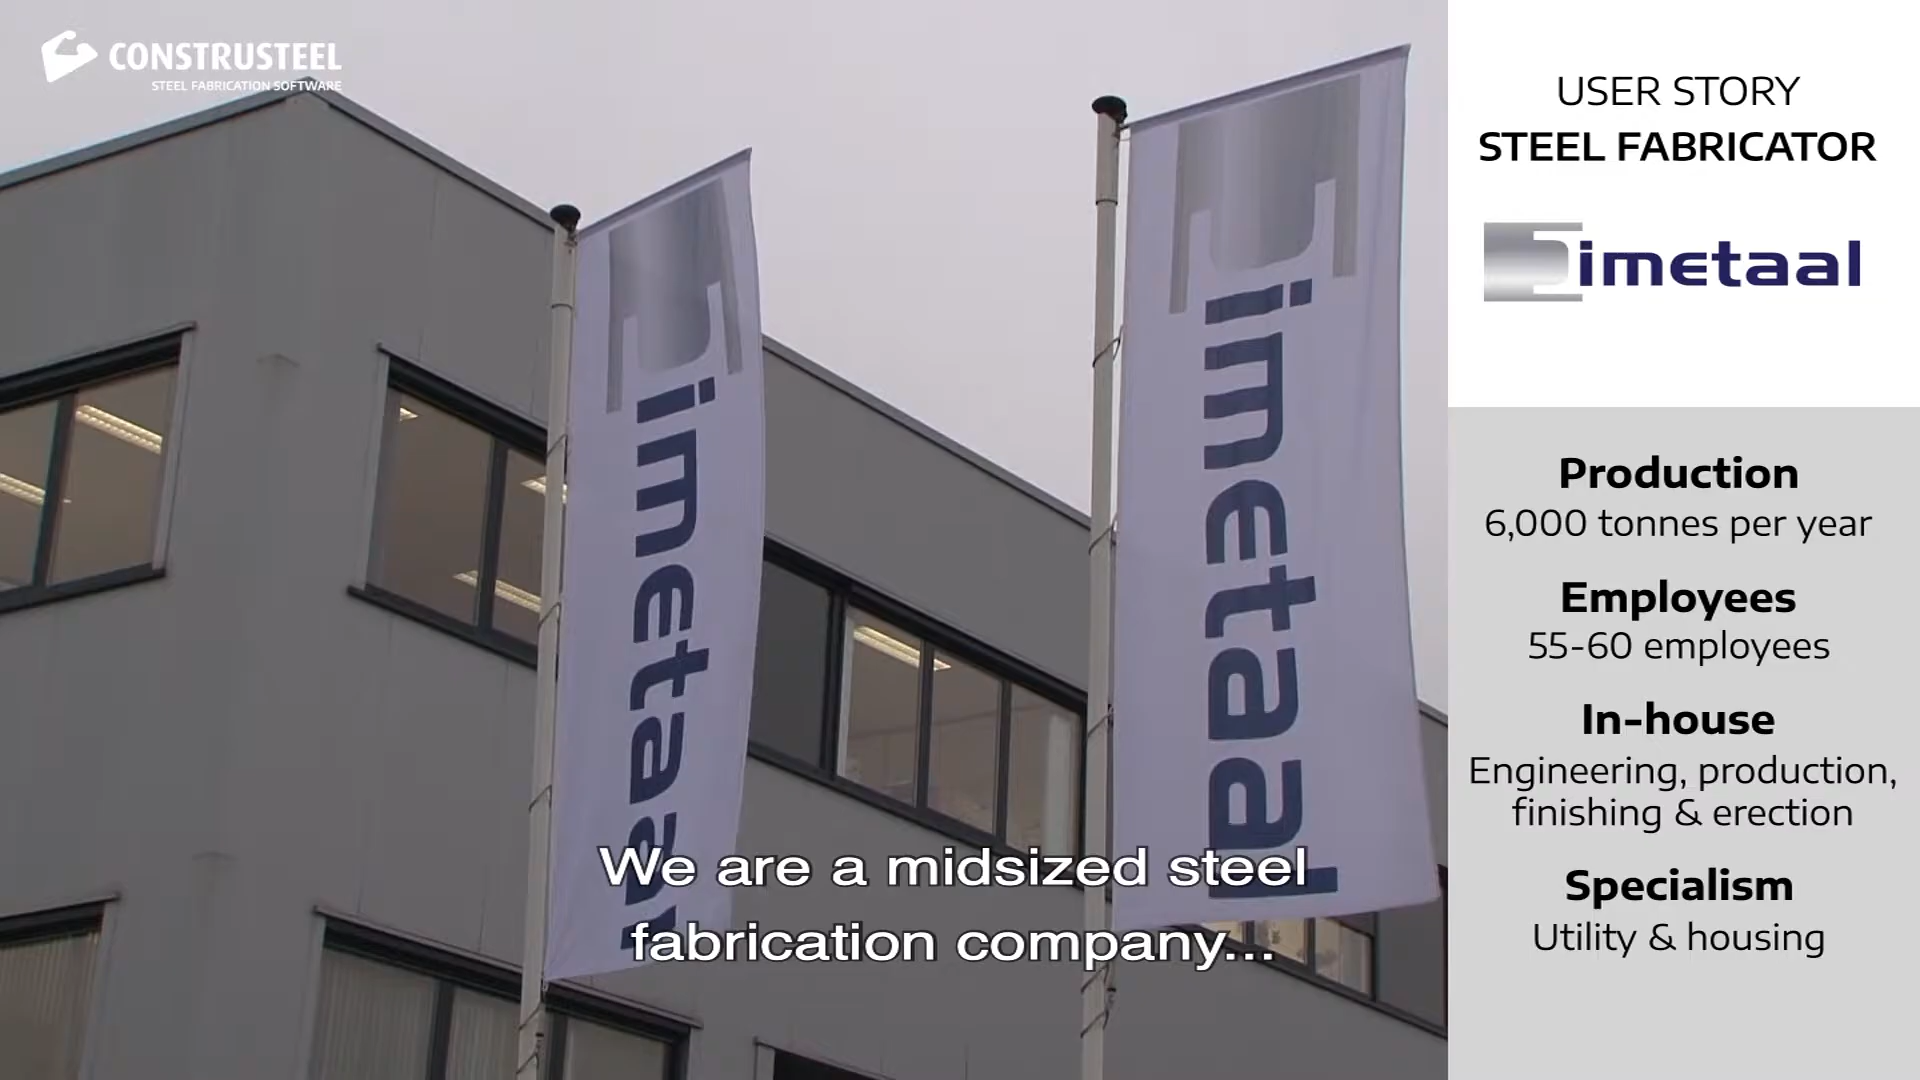 CONSTRUSTEEL
STEEL FABRICATION SOFTWARE
imetaal
imetaal
We are a midsized steel
fabrication company...
USER STORY
STEEL FABRICATOR
imetaal
Production
6,000 tonnes per year
Employees
55-60 employees
In-house
Engineering, production,
finishing & erection
Specialism
Utility & housing